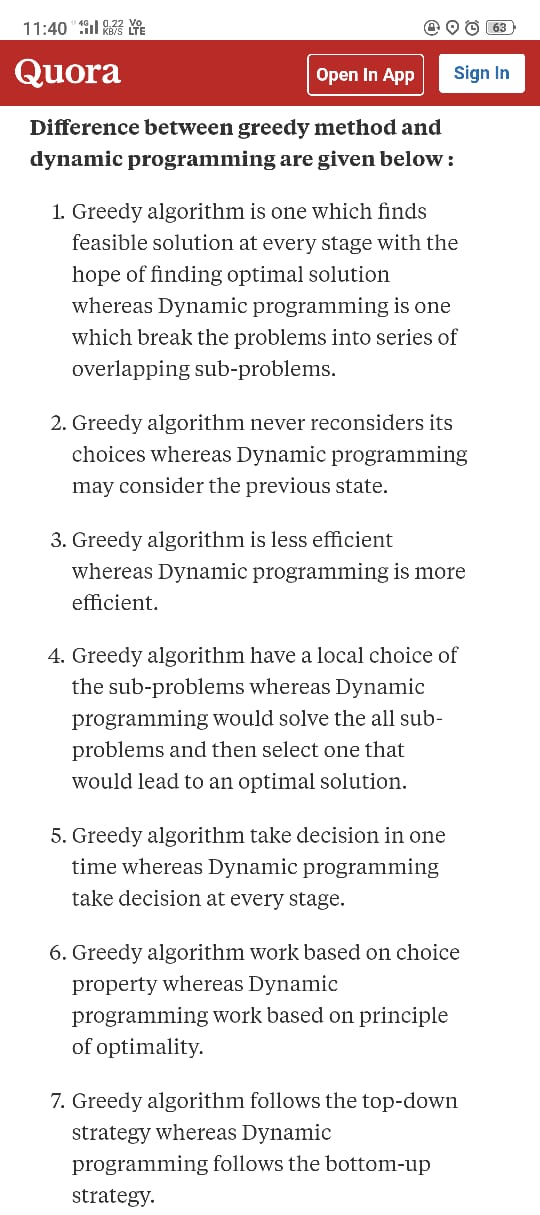 11:40 4G 0.22 KB/S Vo LTE 63
Quora Open In App Sign In
Difference between greedy method and
dynamic programming are given below :
1. Greedy algorithm is one which finds
feasible solution at every stage with the
hope of finding optimal solution
whereas Dynamic programming is one
which break the problems into series of
overlapping sub-problems.
2. Greedy algorithm never reconsiders its
choices whereas Dynamic programming
may consider the previous state.
3. Greedy algorithm is less efficient
whereas Dynamic programming is more
efficient.
4. Greedy algorithm have a local choice of
the sub-problems whereas Dynamic
programming would solve the all sub-
problems and then select one that
would lead to an optimal solution.
5. Greedy algorithm take decision in one
time whereas Dynamic programming
take decision at every stage.
6. Greedy algorithm work based on choice
property whereas Dynamic
programming work based on principle
of optimality.
7. Greedy algorithm follows the top-down
strategy whereas Dynamic
programming follows the bottom-up
strategy.